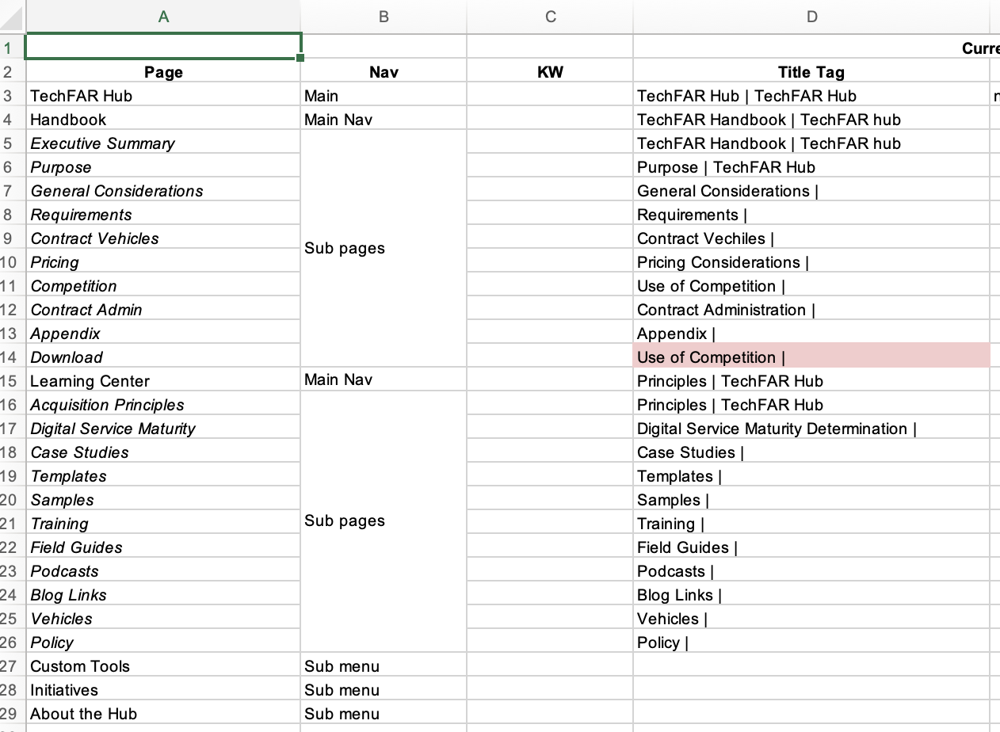 A B C D
1 Curre
2 Page Nav KW Title Tag
3 TechFAR Hub Main TechFAR Hub | TechFAR Hub n
4 Handbook Main Nav TechFAR Handbook | TechFAR hub
5 Executive Summary TechFAR Handbook | TechFAR hub
6 Purpose Purpose | TechFAR Hub
7 General Considerations General Considerations |
8 Requirements Requirements |
9 Contract Vehicles Sub pages Contract Vechiles |
10 Pricing Pricing Considerations |
11 Competition Use of Competition |
12 Contract Admin Contract Administration |
13 Appendix Appendix |
14 Download Use of Competition |
15 Learning Center Main Nav Principles | TechFAR Hub
16 Acquisition Principles Principles | TechFAR Hub
17 Digital Service Maturity Digital Service Maturity Determination |
18 Case Studies Case Studies |
19 Templates Templates |
20 Samples Samples |
21 Training Sub pages Training |
22 Field Guides Field Guides |
23 Podcasts Podcasts |
24 Blog Links Blog Links |
25 Vehicles Vehicles |
26 Policy Policy |
27 Custom Tools Sub menu
28 Initiatives Sub menu
29 About the Hub Sub menu